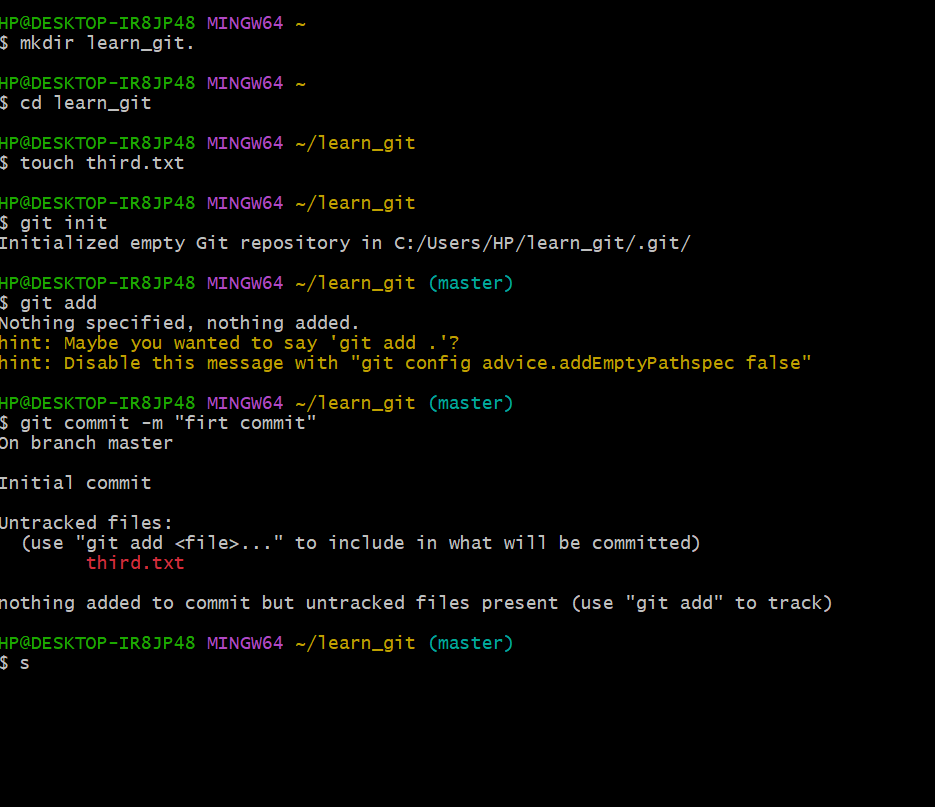 HP@DESKTOP-IR8JP48 MINGW64 ~
$ mkdir learn_git.
HP@DESKTOP-IR8JP48 MINGW64 ~
$ cd learn_git
HP@DESKTOP-IR8JP48 MINGW64 ~/learn_git
$ touch third.txt
HP@DESKTOP-IR8JP48 MINGW64 ~/learn_git
$ git init
Initialized empty Git repository in C:/Users/HP/learn_git/.git/
HP@DESKTOP-IR8JP48 MINGW64 ~/learn_git (master)
$ git add
Nothing specified, nothing added.
hint: Maybe you wanted to say 'git add .'?
hint: Disable this message with "git config advice.addEmptyPathspec false"
HP@DESKTOP-IR8JP48 MINGW64 ~/learn_git (master)
$ git commit -m "firt commit"
On branch master
Initial commit
Untracked files:
  (use "git add <file>..." to include in what will be committed)
        third.txt
nothing added to commit but untracked files present (use "git add" to track)
HP@DESKTOP-IR8JP48 MINGW64 ~/learn_git (master)
$ s